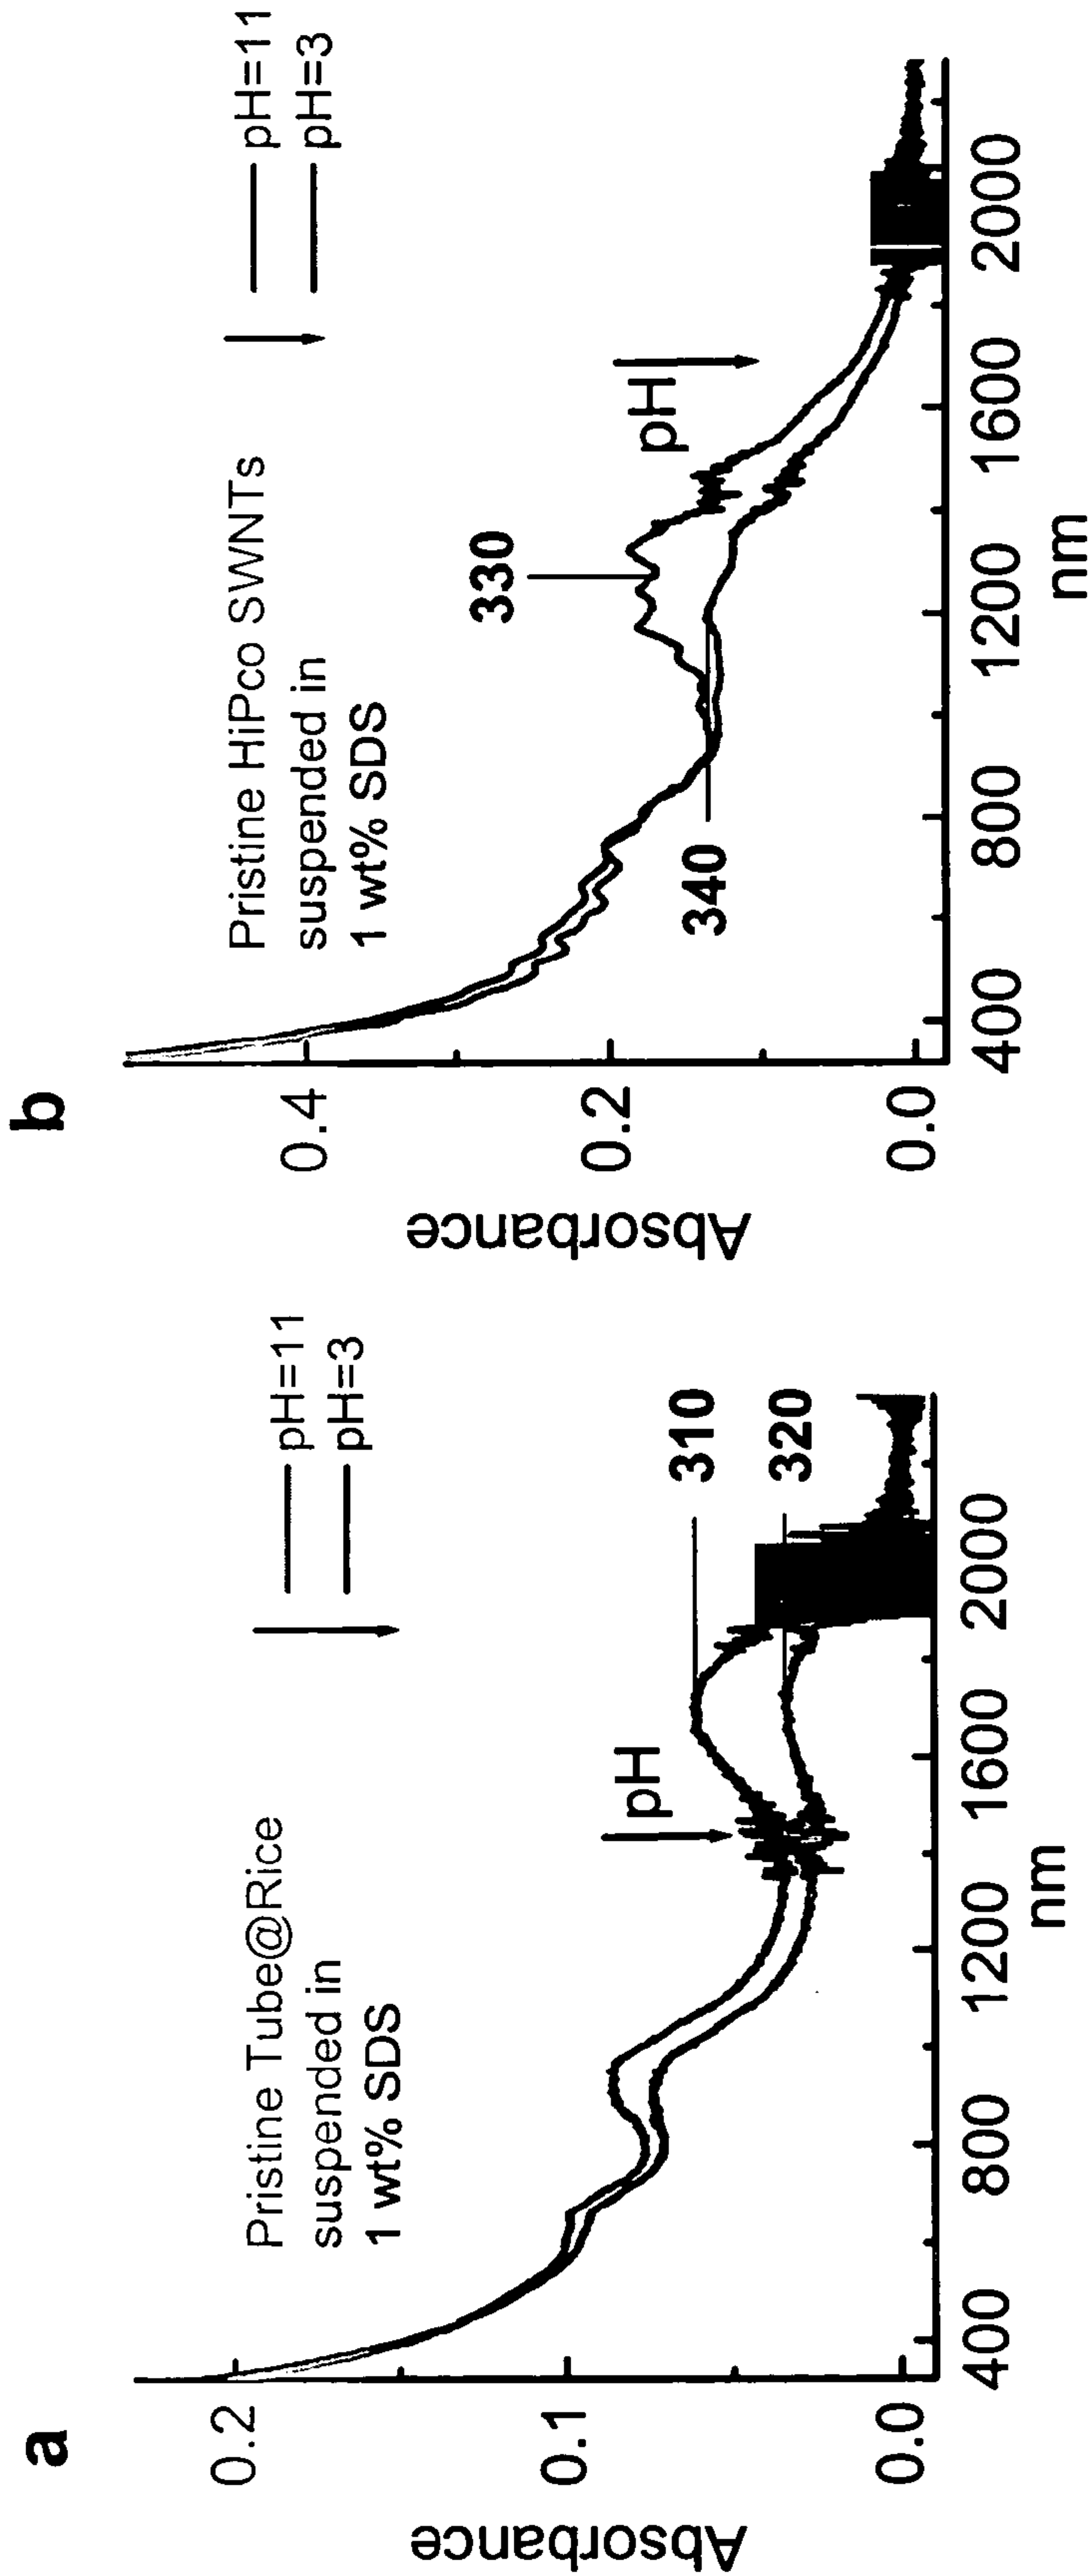 a
Pristine Tube@Rice
suspended in
1 wt% SDS
pH=11
pH=3
pH
310
320
0.2
0.1
0.0
Absorbance
400
800
1200
1600
2000
nm
b
Pristine HiPco SWNTs
suspended in
1 wt% SDS
pH=11
pH=3
330
pH
340
0.4
0.2
0.0
Absorbance
400
800
1200
1600
2000
nm